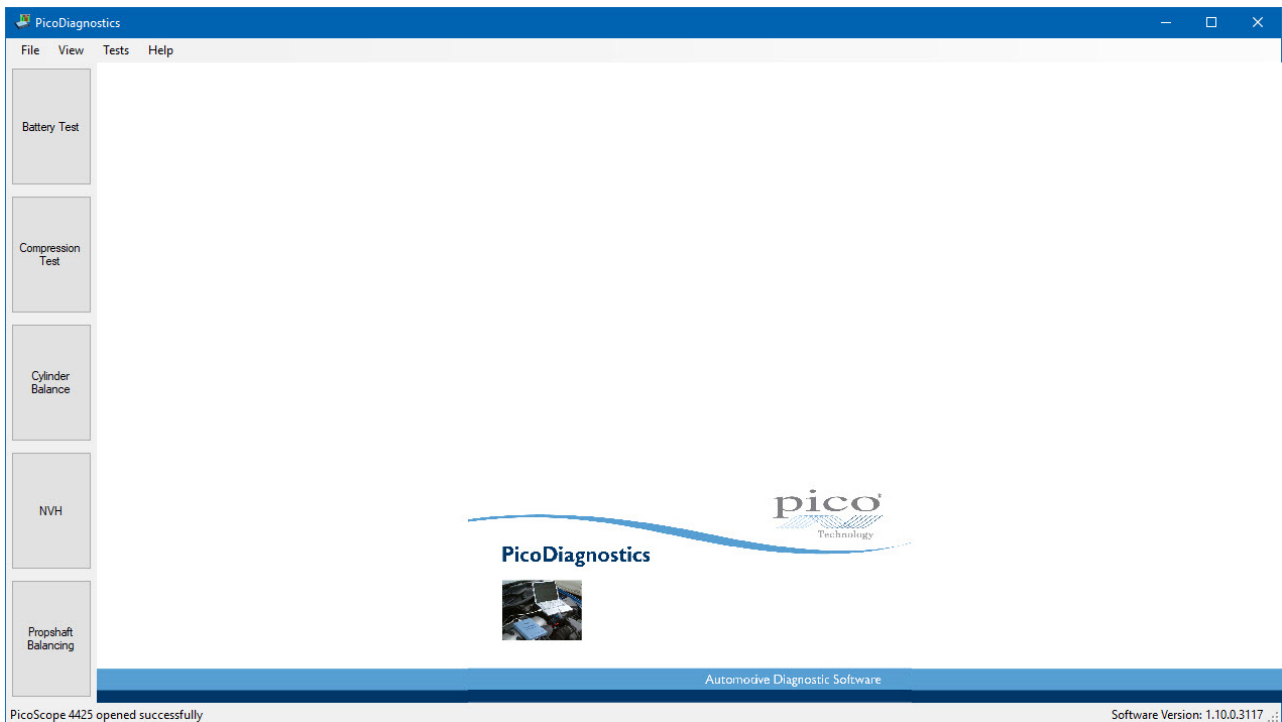 PicoDiagnostics
File View Tests Help
Battery Test
Compression
Test
Cylinder
Balance
NVH
Propshaft
Balancing
pico
Technology
PicoDiagnostics
Automotive Diagnostic Software
PicoScope 4425 opened successfully
Software Version: 1.10.0.3117